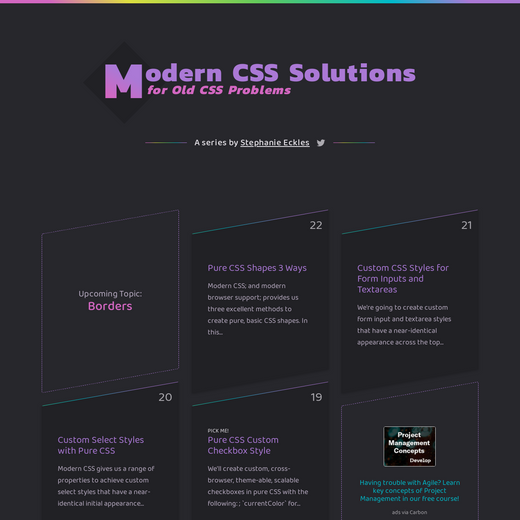 Modern CSS Solutions
for Old CSS Problems
A series by Stephanie Eckles
Upcoming Topic:
Borders
22
Pure CSS Shapes 3 Ways
Modern CSS; and modern
browser support; provides us
three excellent methods to
create pure, basic CSS shapes. In
this...
21
Custom CSS Styles for
Form Inputs and
Textareas
We're going to create custom
form input and textarea styles
that have a near-identical
appearance across the top...
20
Custom Select Styles
with Pure CSS
Modern CSS gives us a range of
properties to achieve custom
select styles that have a near-
identical initial appearance...
19
PICK ME!
Pure CSS Custom
Checkbox Style
We'll create custom, cross-
browser, theme-able, scalable
checkboxes in pure CSS with the
following: ; `currentColor` for...
Project
Management
Concepts
Develop
Having trouble with Agile? Learn
key concepts of Project
Management in our free course!
ads via Carbon